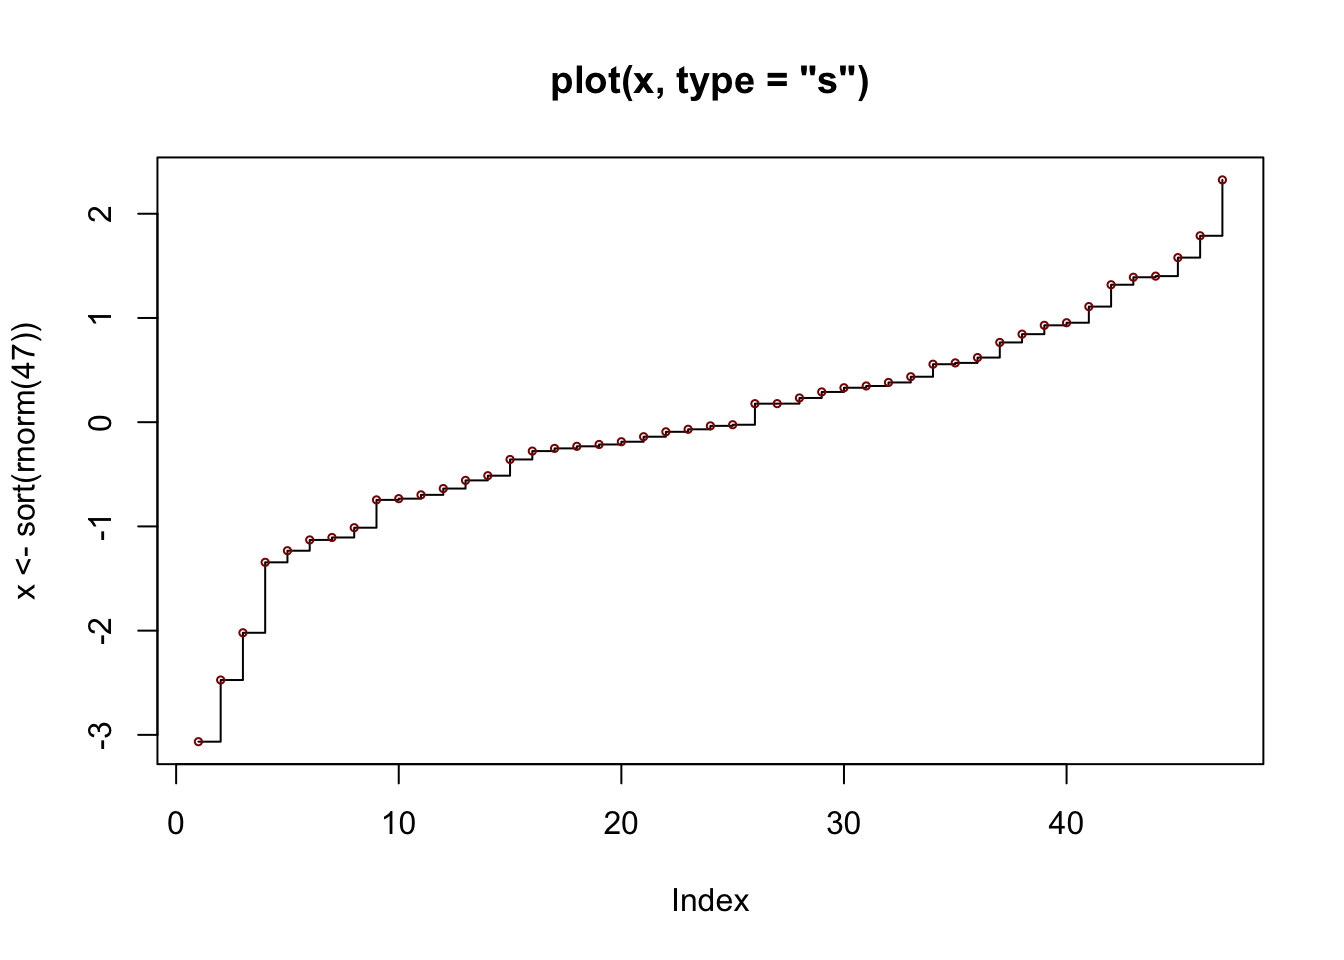 plot(x, type = "s")
x <- sort(rnorm(47))
2
1
0
-1
-2
-3
0 10 20 30 40
Index